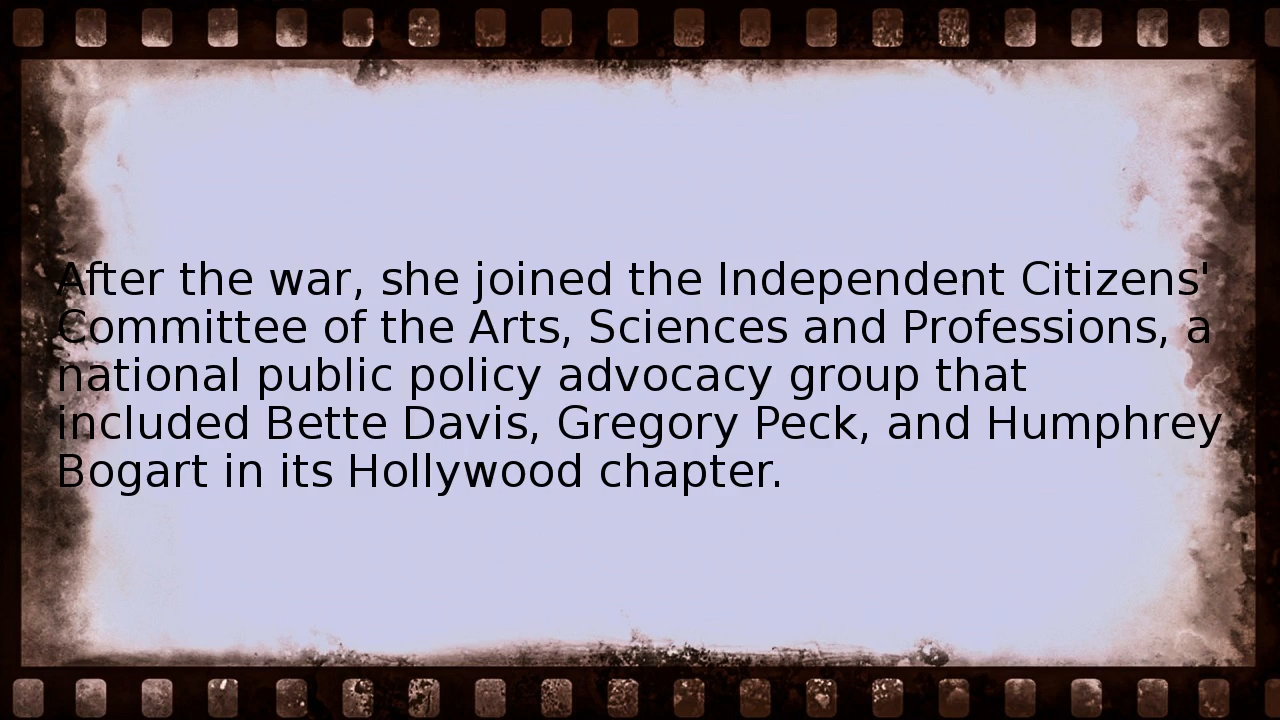 After the war, she joined the Independent Citizens'
Committee of the Arts, Sciences and Professions, a
national public policy advocacy group that
included Bette Davis, Gregory Peck, and Humphrey
Bogart in its Hollywood chapter.